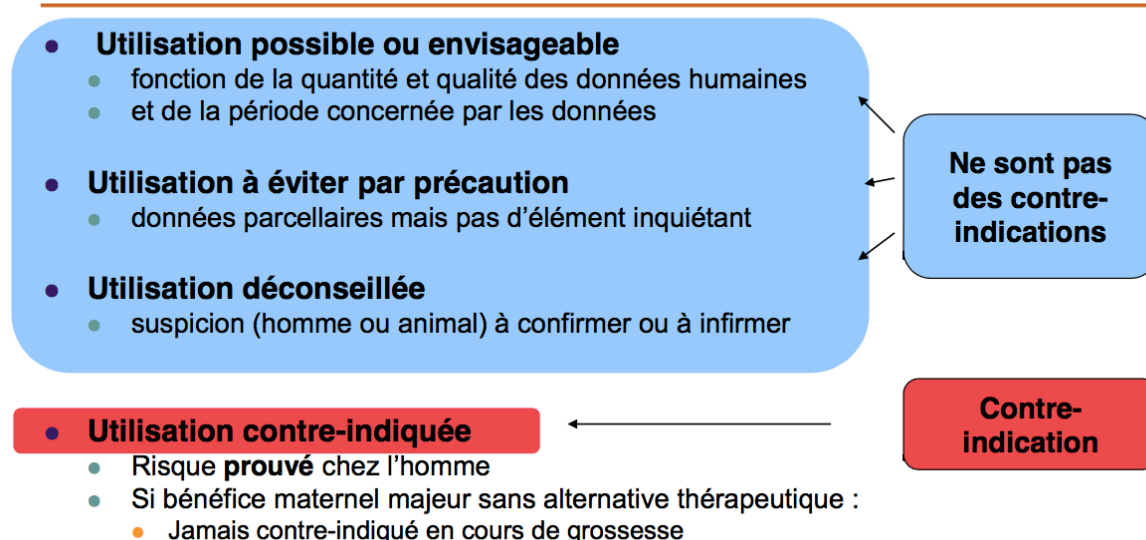 Utilisation possible ou envisageable
fonction de la quantité et qualité des données humaines
et de la période concernée par les données
Utilisation à éviter par précaution
données parcellaires mais pas d'élément inquiétant
Utilisation déconseillée
suspicion (homme ou animal) à confirmer ou à infirmer
Ne sont pas
des contre-
indications
Utilisation contre-indiquée
Contre-
indication
Risque prouvé chez l'homme
Si bénéfice maternel majeur sans alternative thérapeutique :
Jamais contre-indiqué en cours de grossesse